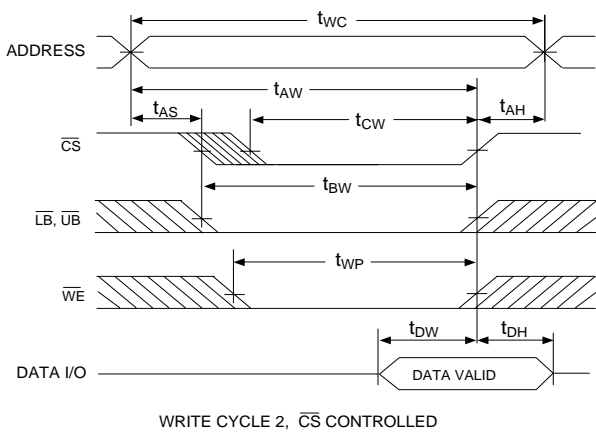 tWC
ADDRESS
tAW
tAS
tCW
tAH
CS
tBW
LB, UB
tWP
WE
tDW
tDH
DATA I/O
DATA VALID
WRITE CYCLE 2, CS CONTROLLED